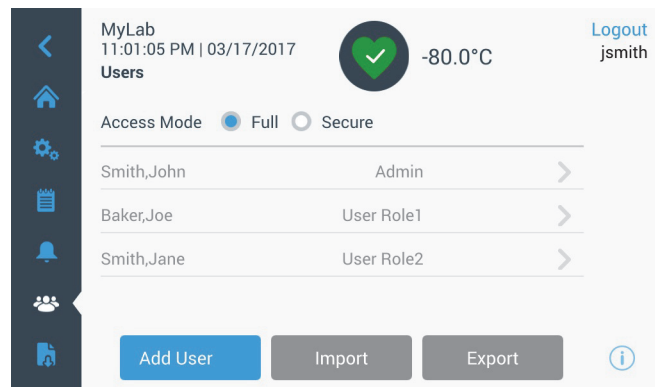 MyLab
11:01:05 PM | 03/17/2017
Users
-80.0°C
Logout
jsmith
Access Mode Full Secure
Smith,John Admin
Baker,Joe User Role1
Smith,Jane User Role2
Add User Import Export
i